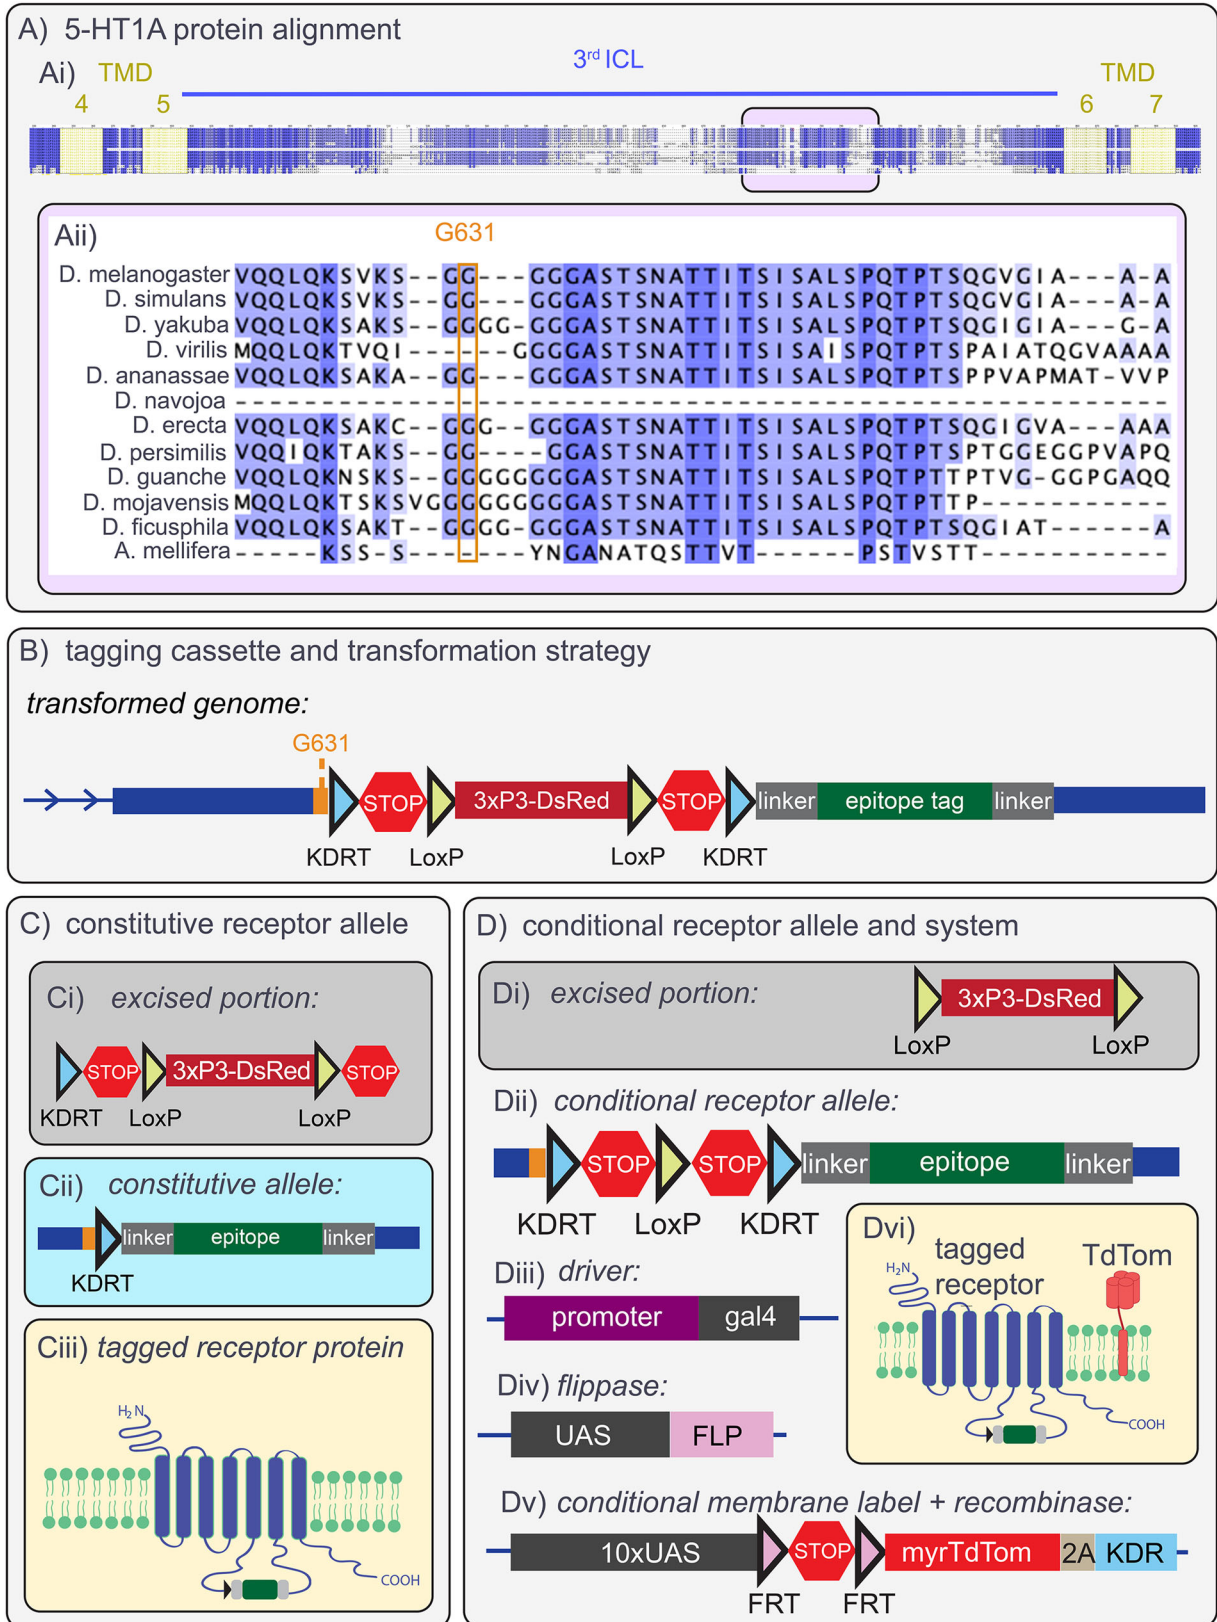 A) 5-HT1A protein alignment
Ai)
TMD
3rd ICL
TMD
4
5
6
7
Aii)
G631
D. melanogaster VQQLQKSVKS--GG---GGGASTSNATTITSISALSPQTPTSQGVGIA---A-A
D. simulans VQQLQKSVKS--GG---GGGASTSNATTITSISALSPQTPTSQGVGIA---A-A
D. yakuba VQQLQKSAKS--GGGG-GGGASTSNATTITSISALSPQTPTSQGIGIA---G-A
D. virilis MQQLQKTVQI------GGGGASTSNATTITSISAISPQTPTSPAIATQGVAAAA
D. ananassae VQQLQKSAKA--GG---GGGASTSNATTITSISALSPQTPTSPPVAPMAT-VVP
D. navojoa ------------------------------------------------------
D. erecta VQQLQKSAKC--GGG--GGGASTSNATTITSISALSPQTPTSQGIGVA---AAA
D. persimilis VQQIQKTAKS--GG----GGASTSNATTITSISALSPQTPTSPTGGEGGPVAPQ
D. guanche VQQLQKNSKS--GGGGGGGGASTSNATTITSISALSPQTPTTPTVG-GGPGAQQ
D. mojavensis MQQLQKTSKSVGGGGGGGGGASTSNATTITSISALSPQTPTTP-----------
D. ficusphila VQQLQKSAKT--GGGG-GGGASTSNATTITSISALSPQTPTSQGIAT------A
A. mellifera -----KSS-S-------YNGANATQSTTVT------PSTVSTT-----------
B) tagging cassette and transformation strategy
transformed genome:
G631
STOP
3xP3-DsRed
STOP
linker
epitope tag
linker
KDRT
LoxP
LoxP
KDRT
C) constitutive receptor allele
Ci) excised portion:
STOP
3xP3-DsRed
STOP
KDRT
LoxP
LoxP
Cii) constitutive allele:
linker
epitope
linker
KDRT
Ciii) tagged receptor protein
H2N
COOH
D) conditional receptor allele and system
Di) excised portion:
3xP3-DsRed
LoxP
LoxP
Dii) conditional receptor allele:
STOP
STOP
linker
epitope
linker
KDRT
LoxP
KDRT
Diii) driver:
promoter
gal4
Div) flippase:
UAS
FLP
Dv) conditional membrane label + recombinase:
10xUAS
STOP
myrTdTom
2A
KDR
FRT
FRT
Dvi)
tagged
receptor
TdTom
H2N
COOH